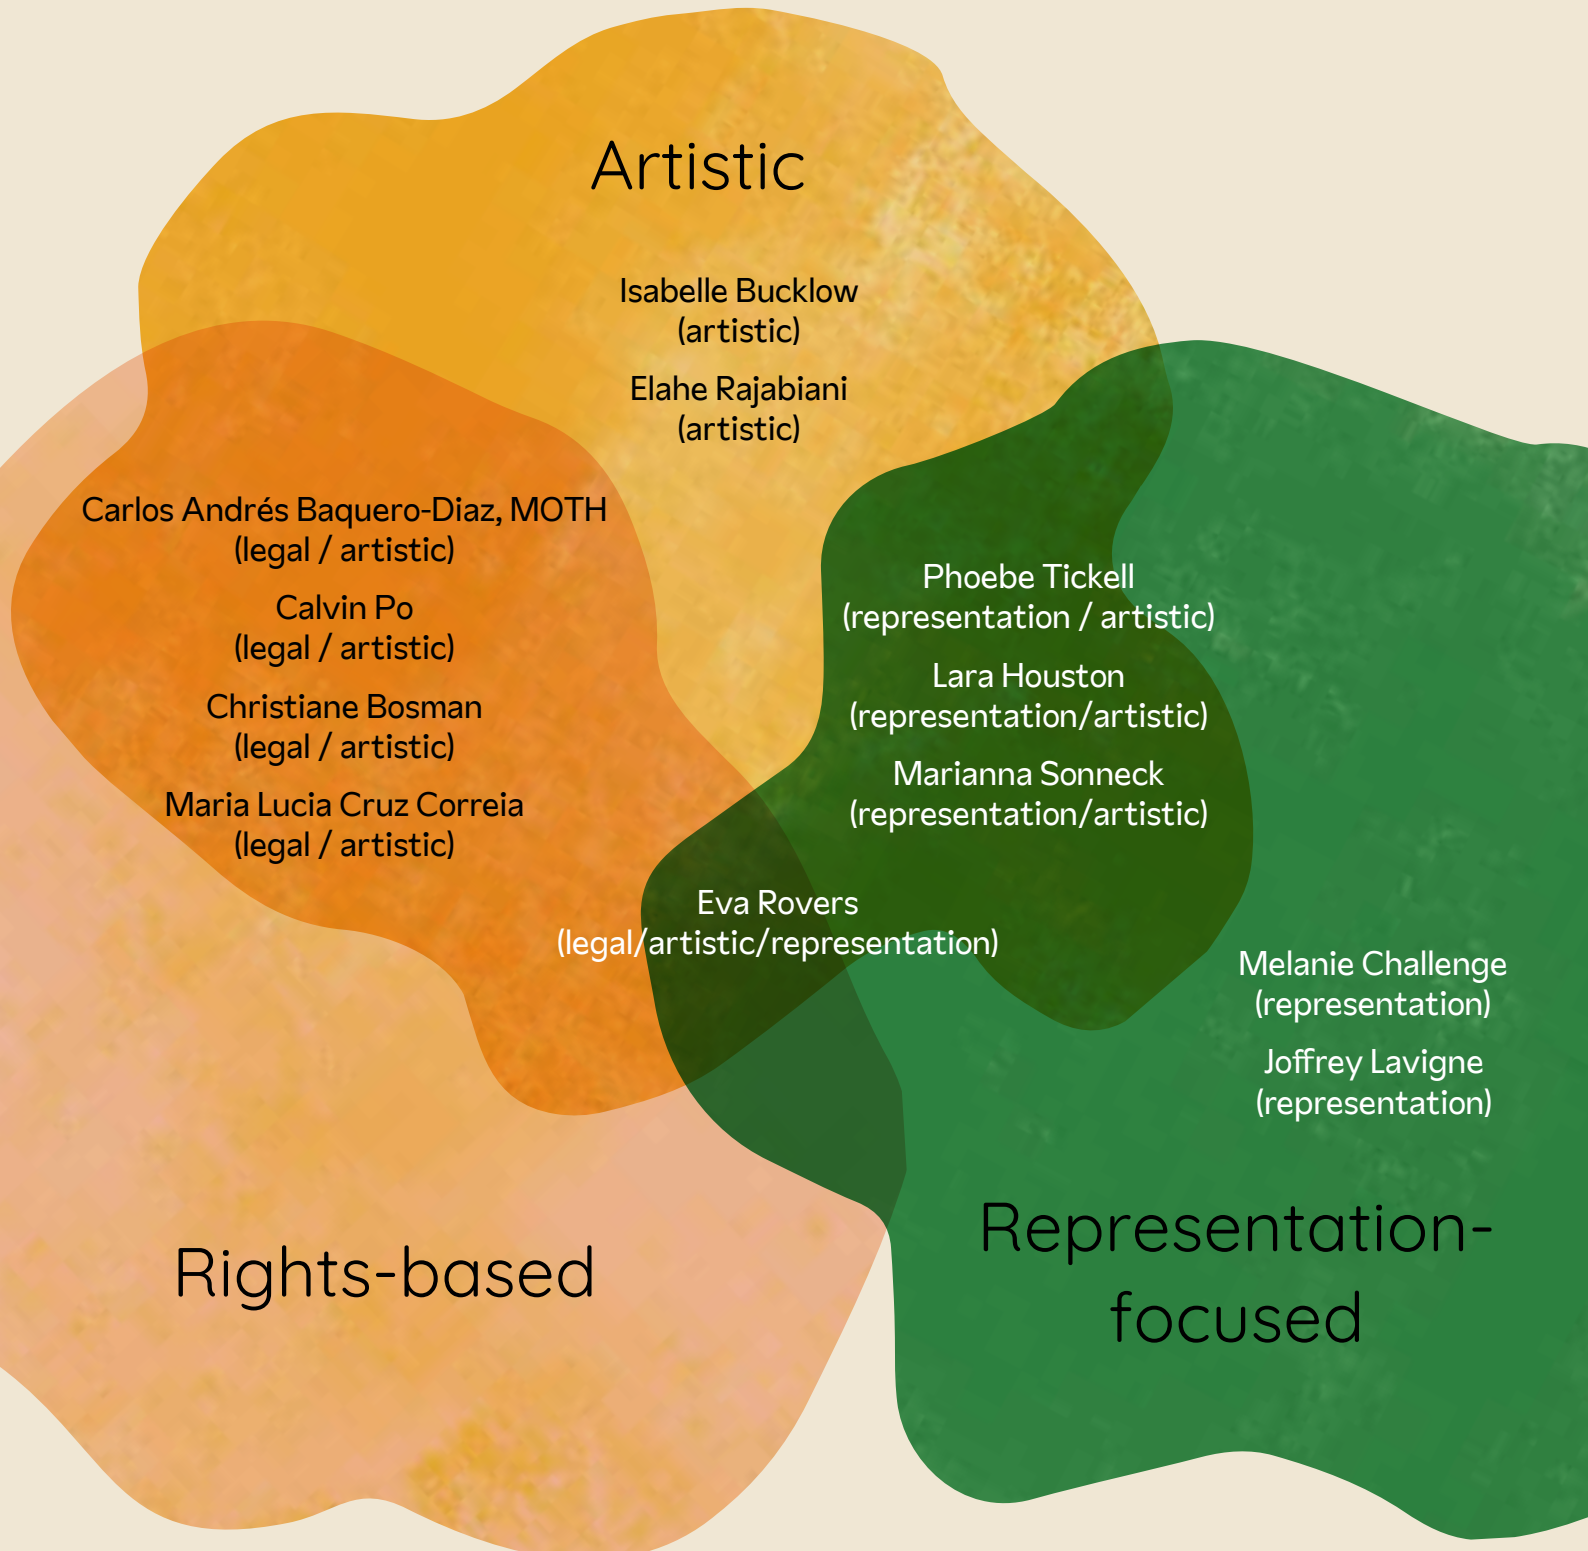 Artistic
Isabelle Bucklow
(artistic)
Elahe Rajabiani
(artistic)
Carlos Andrés Baquero-Diaz, MOTH
(legal / artistic)
Calvin Po
(legal / artistic)
Christiane Bosman
(legal / artistic)
Maria Lucia Cruz Correia
(legal / artistic)
Phoebe Tickell
(representation / artistic)
Lara Houston
(representation/artistic)
Marianna Sonneck
(representation/artistic)
Eva Rovers
(legal/artistic/representation)
Melanie Challenge
(representation)
Joffrey Lavigne
(representation)
Rights-based
Representation-
focused